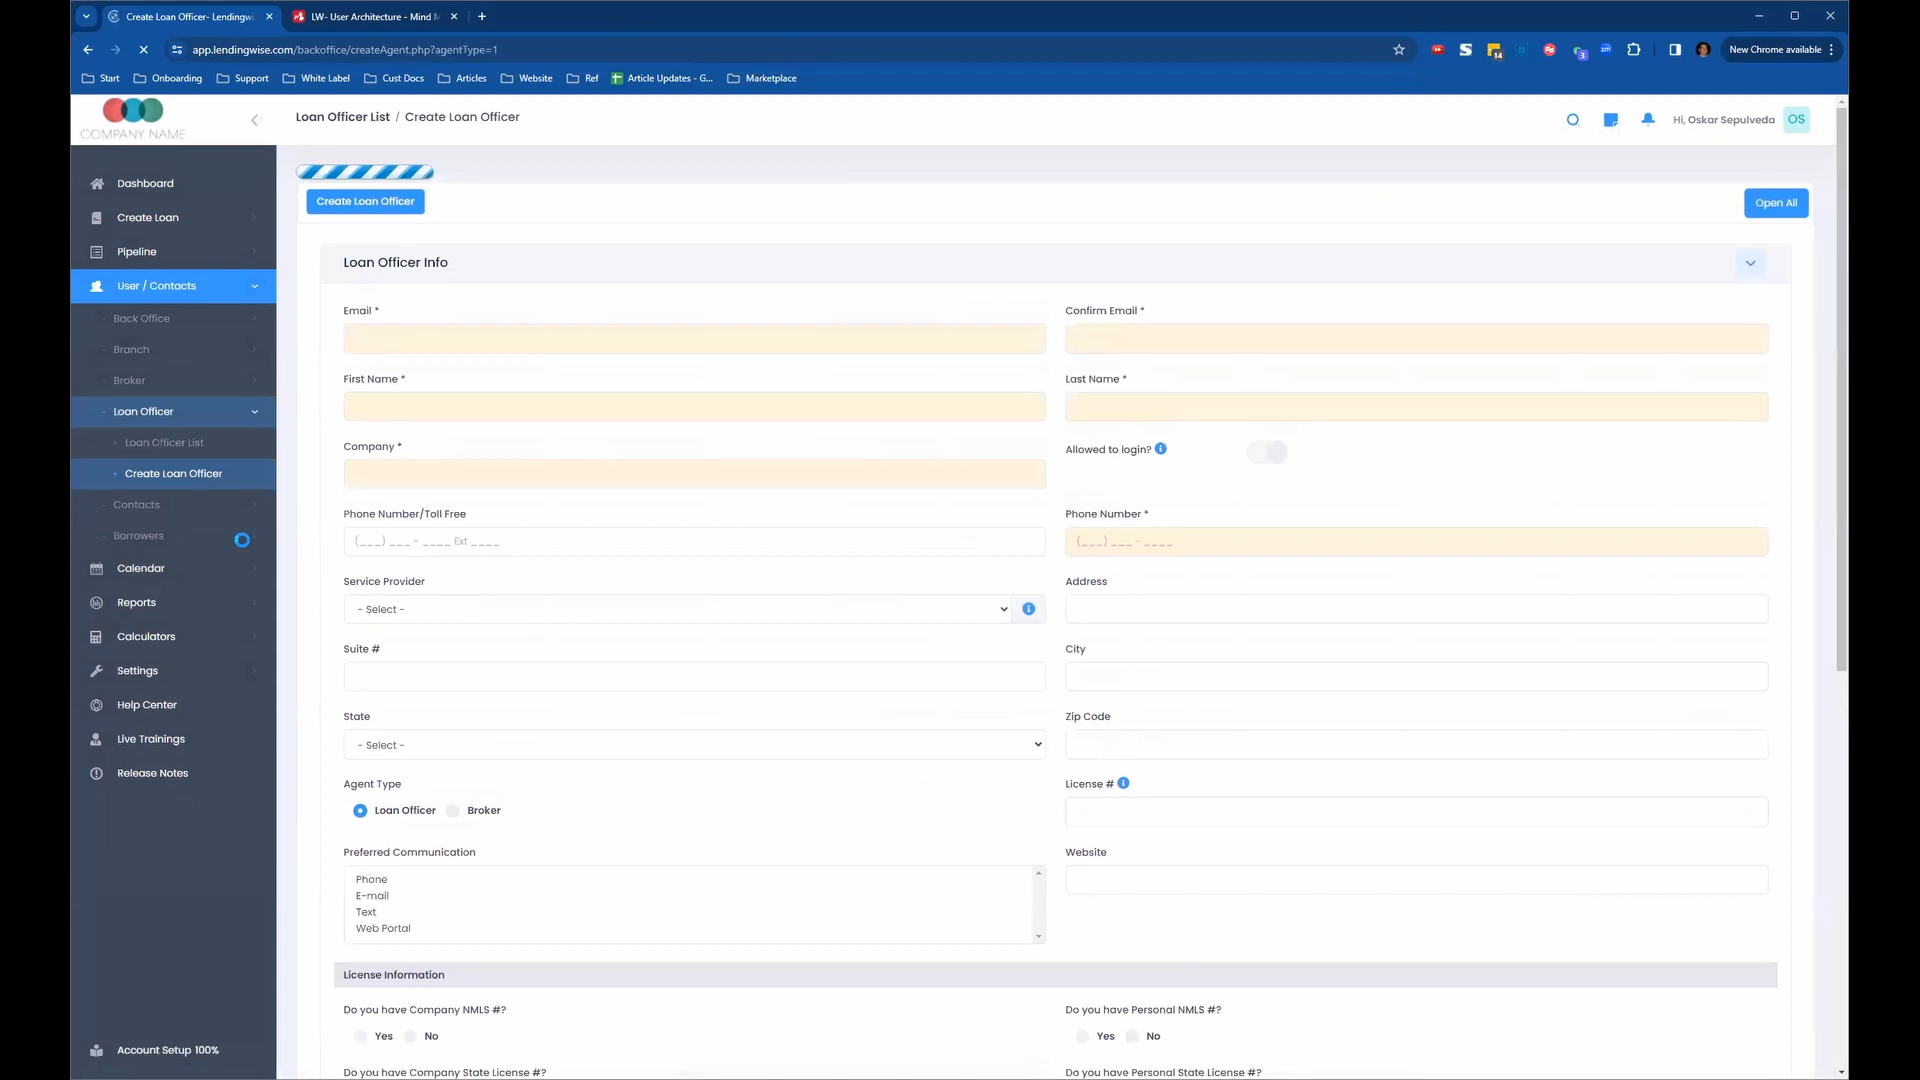 Create Loan Officer- Lendingwi
LW- User Architecture - Mind M
app.lendingwise.com/backoffice/createAgent.php?agentType=1
14
3
zm
New Chrome available
Start
Onboarding
Support
White Label
Cust Docs
Articles
Website
Ref
Article Updates - G...
Marketplace
COMPANY NAME
Loan Officer List / Create Loan Officer
Hi, Oskar Sepulveda
OS
Dashboard
Create Loan
Pipeline
User / Contacts
Back Office
Branch
Broker
Loan Officer
Loan Officer List
Create Loan Officer
Contacts
Borrowers
Calendar
Reports
Calculators
Settings
Help Center
Live Trainings
Release Notes
Account Setup 100%
Create Loan Officer
Open All
Loan Officer Info
Email *
Confirm Email *
First Name *
Last Name *
Company *
Allowed to login?
Phone Number/Toll Free
(___) ___ - ____ Ext ____
Phone Number *
(___) ___ - ____
Service Provider
- Select -
Address
Suite #
City
State
- Select -
Zip Code
Agent Type
Loan Officer
Broker
License #
Preferred Communication
Phone
E-mail
Text
Web Portal
Website
License Information
Do you have Company NMLS #?
Yes
No
Do you have Personal NMLS #?
Yes
No
Do you have Company State License #?
Do you have Personal State License #?